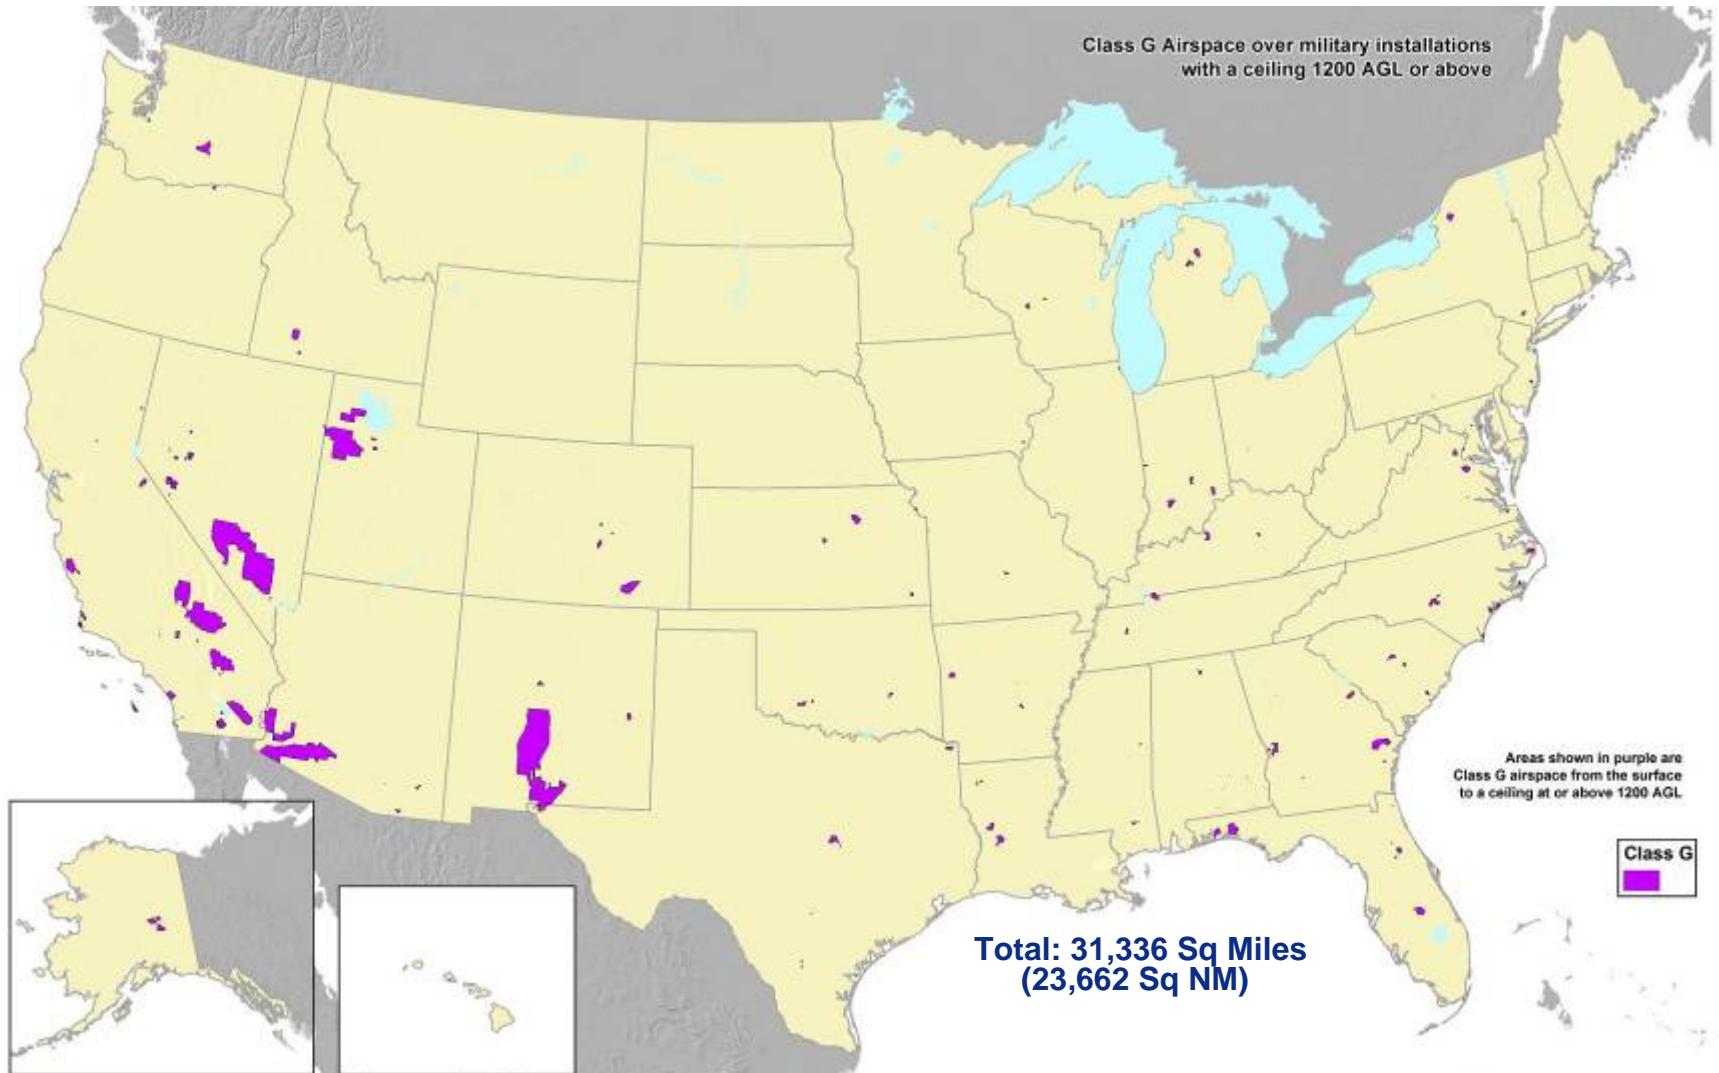 Class G Airspace over military installations
with a ceiling 1200 AGL or above
Areas shown in purple are
Class G airspace from the surface
to a ceiling at or above 1200 AGL
Class G
Total: 31,336 Sq Miles
(23,662 Sq NM)